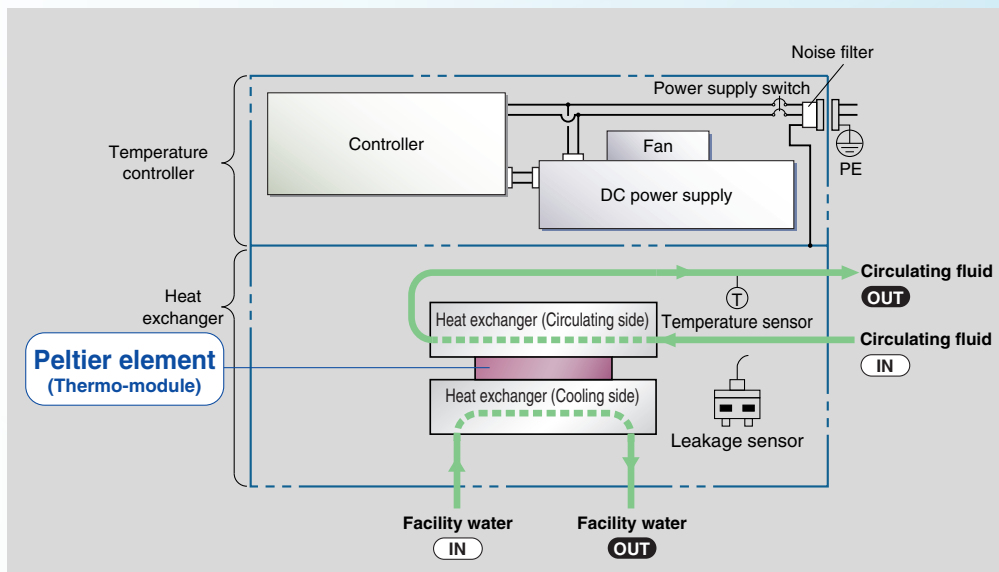 Noise filter
Power supply switch
Controller
Fan
PE
Temperature
controller
DC power supply
Circulating fluid
OUT
Heat
exchanger
Heat exchanger (Circulating side)
T
Temperature sensor
Circulating fluid
IN
Peltier element
(Thermo-module)
Heat exchanger (Cooling side)
Leakage sensor
Facility water
IN
Facility water
OUT